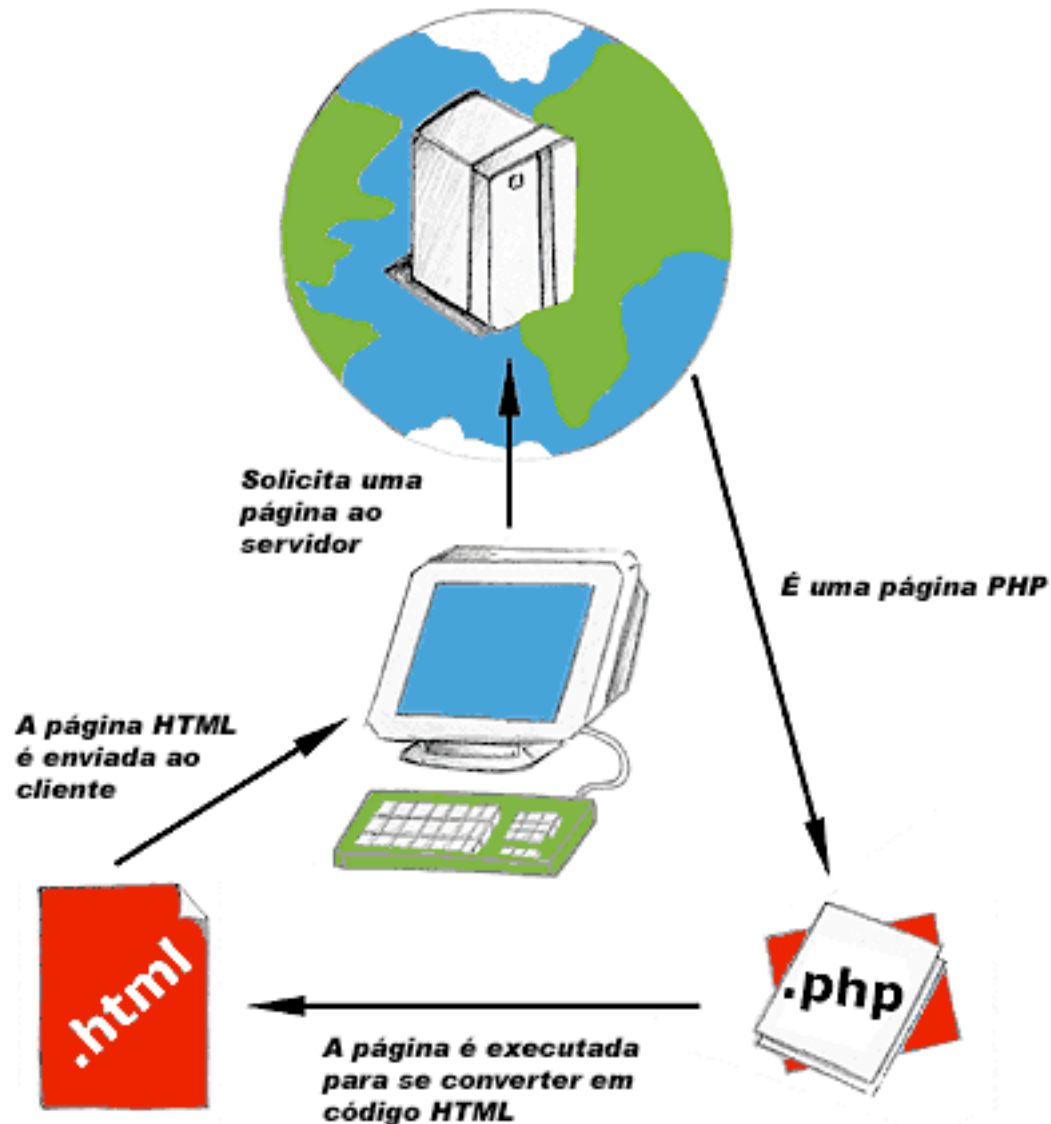 Solicita uma
página ao
servidor
É uma página PHP
A página HTML
é enviada ao
cliente
.html
.php
A página é executada
para se converter em
código HTML